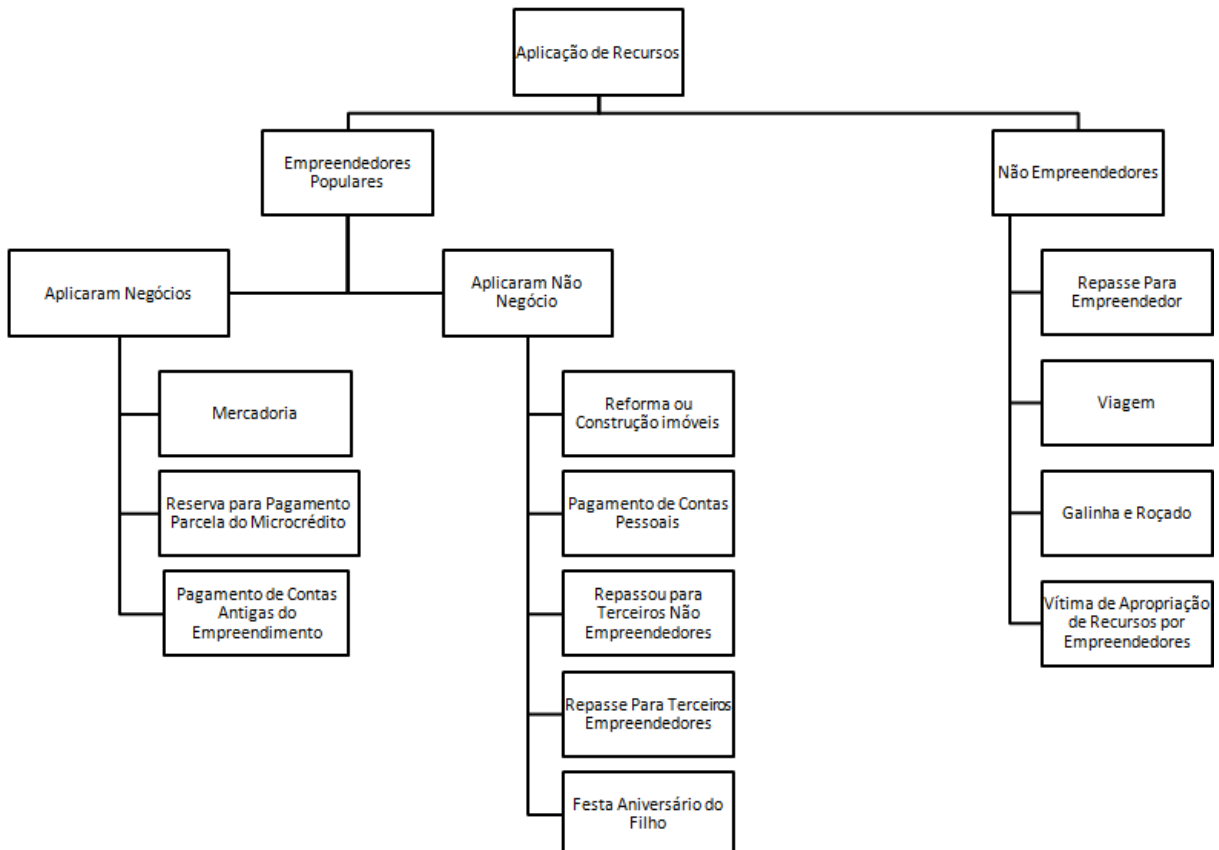 Aplicação de Recursos
Empreendedores
Populares
Não Empreendedores
Aplicaram Negócios
Aplicaram Não
Negócio
Mercadoria
Reserva para Pagamento
Parcela do Microcrédito
Pagamento de Contas
Antigas do
Empreendimento
Reforma ou
Construção imóveis
Pagamento de Contas
Pessoais
Repassou para
Terceiros Não
Empreendedores
Repasse Para Terceiros
Empreendedores
Festa Aniversário do
Filho
Repasse Para
Empreendedor
Viagem
Galinha e Roçado
Vítima de Apropriação
de Recursos por
Empreendedores